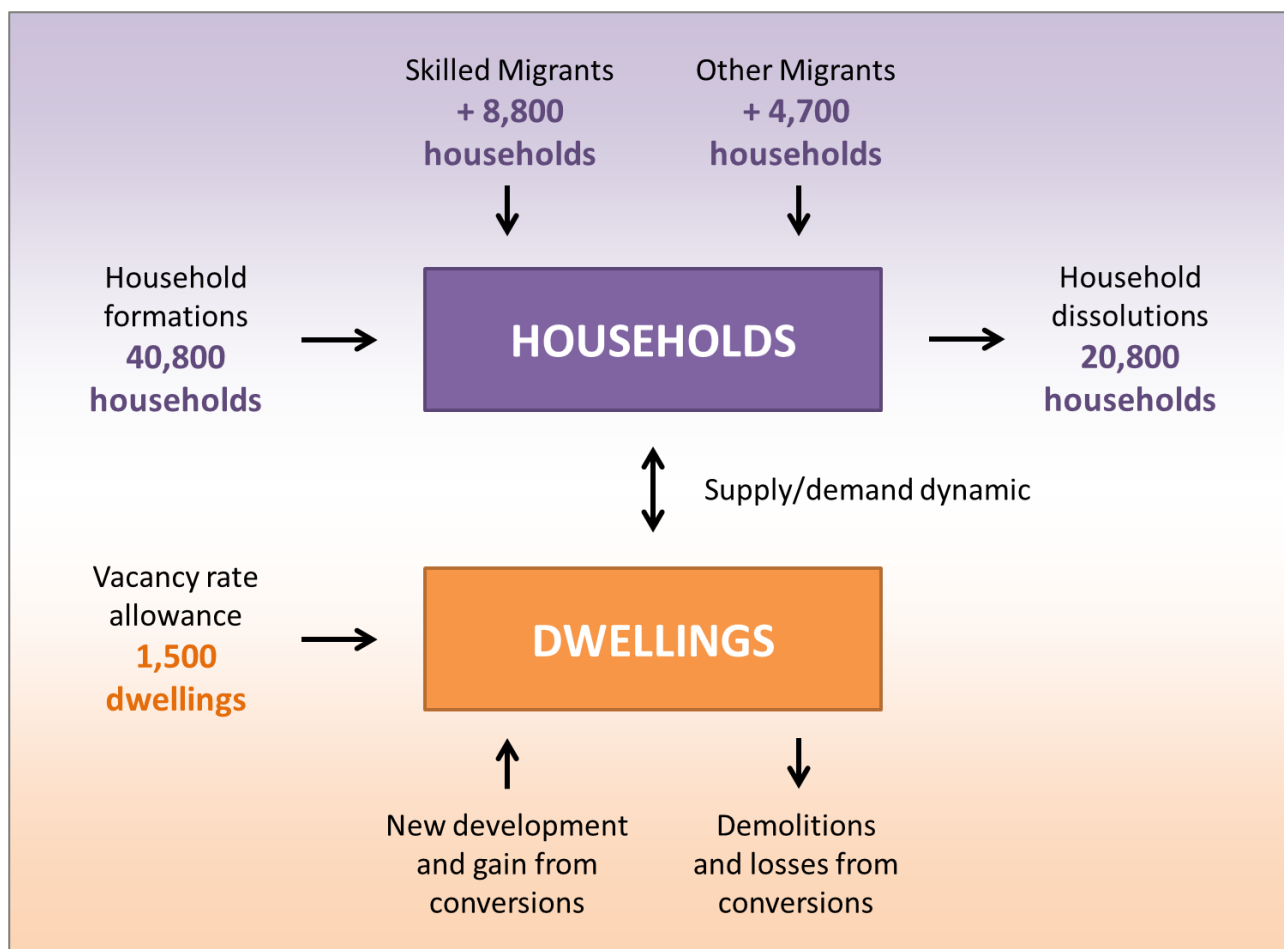 Skilled Migrants
+ 8,800
households
Other Migrants
+ 4,700
households
Household
formations
40,800
households
HOUSEHOLDS
Household
dissolutions
20,800
households
Supply/demand dynamic
Vacancy rate
allowance
1,500
dwellings
DWELLINGS
New development
and gain from
conversions
Demolitions
and losses from
conversions